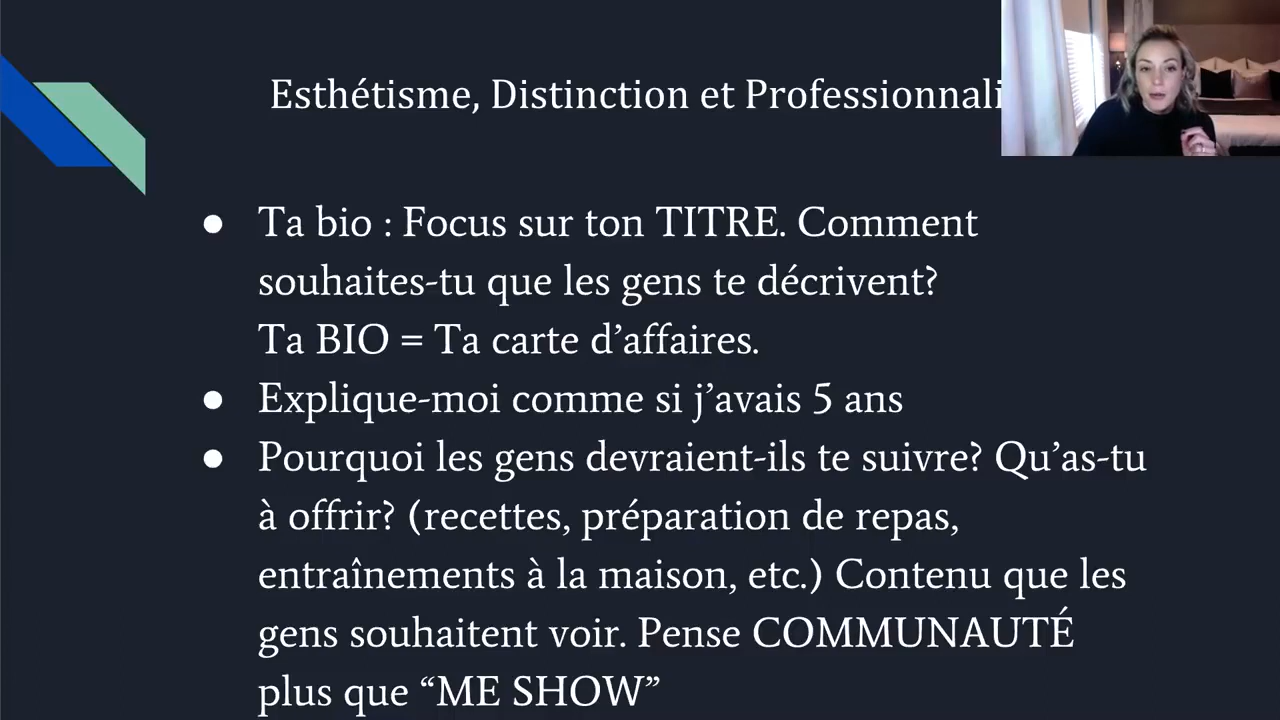 Esthétisme, Distinction et Professionnali
● Ta bio : Focus sur ton TITRE. Comment
souhaites-tu que les gens te décrivent?
Ta BIO = Ta carte d’affaires.
● Explique-moi comme si j’avais 5 ans
● Pourquoi les gens devraient-ils te suivre? Qu’as-tu
à offrir? (recettes, préparation de repas,
entraînements à la maison, etc.) Contenu que les
gens souhaitent voir. Pense COMMUNAUTÉ
plus que “ME SHOW”